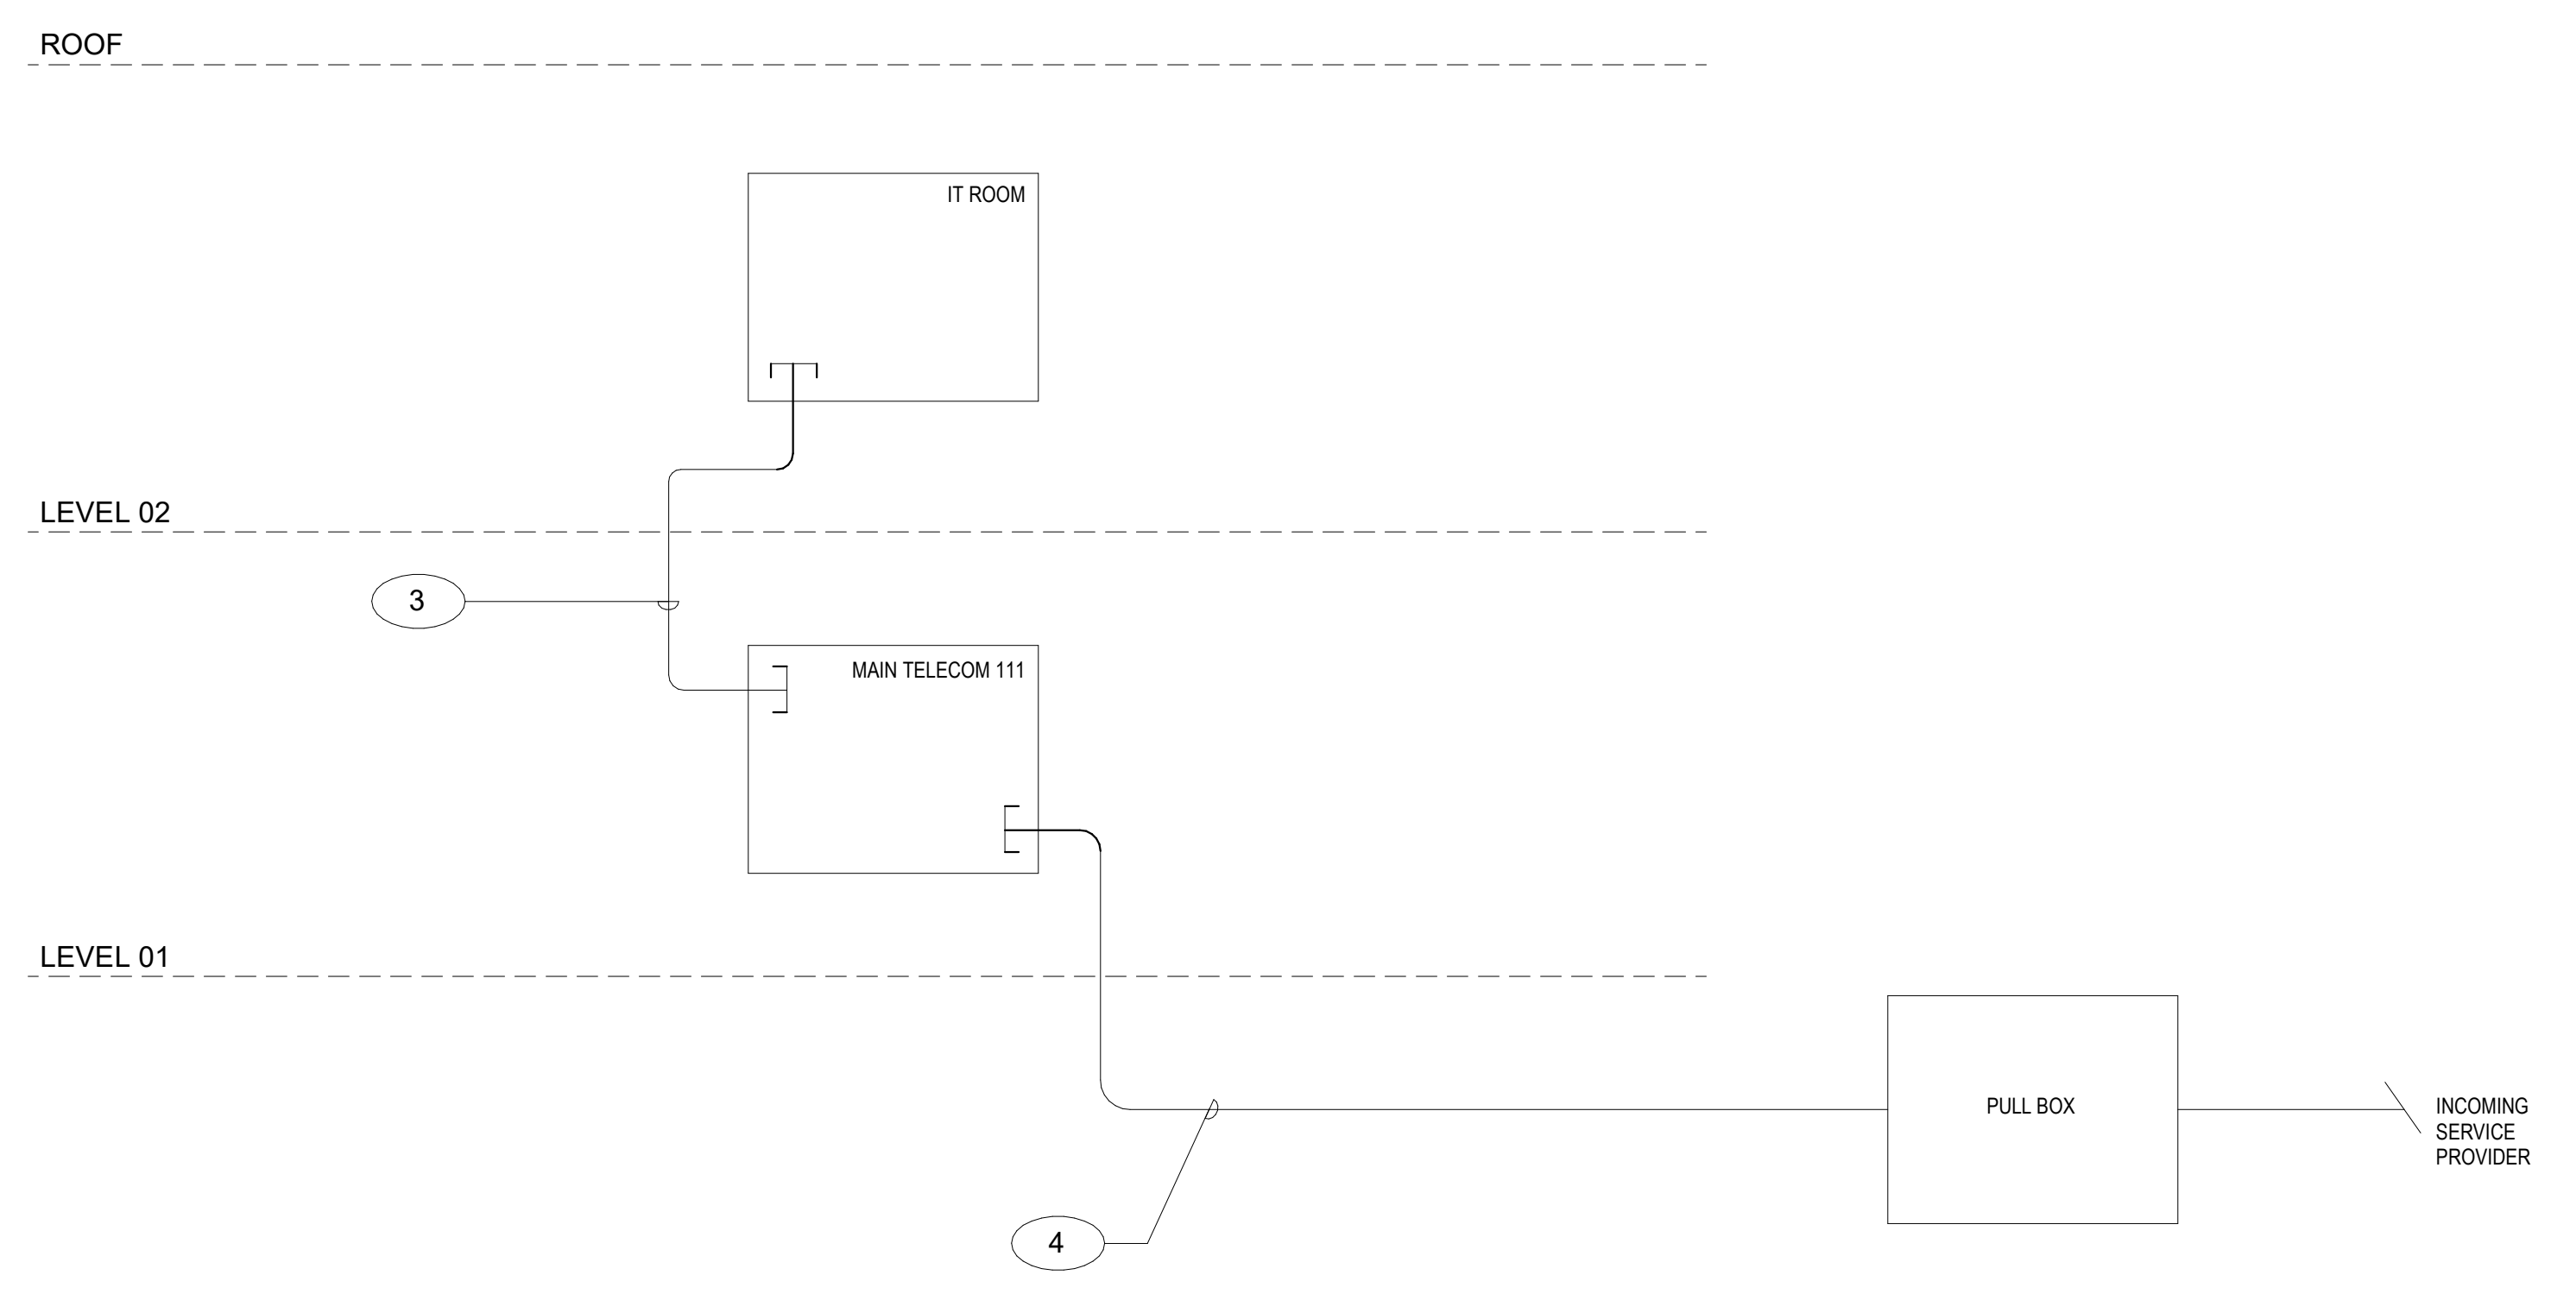 ROOF
IT ROOM
LEVEL 02
3
MAIN TELECOM 111
LEVEL 01
PULL BOX
INCOMING
SERVICE
PROVIDER
4